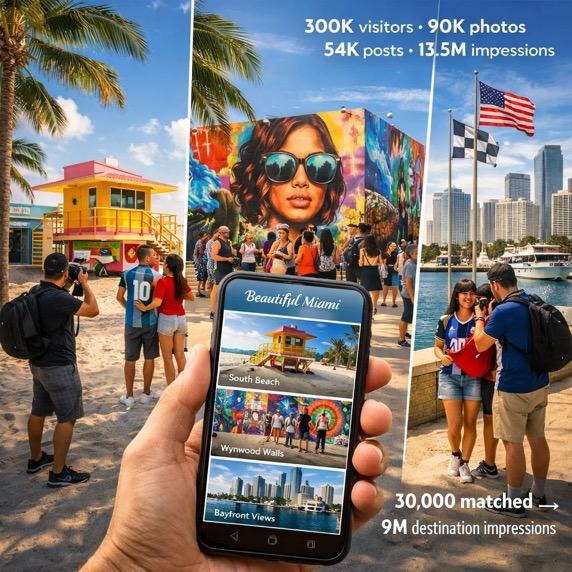 300K visitors • 90K photos
54K posts • 13.5M impressions
10
Beautiful Miami
South Beach
Wynwood Walls
Bayfront Views
30,000 matched →
9M destination impressions